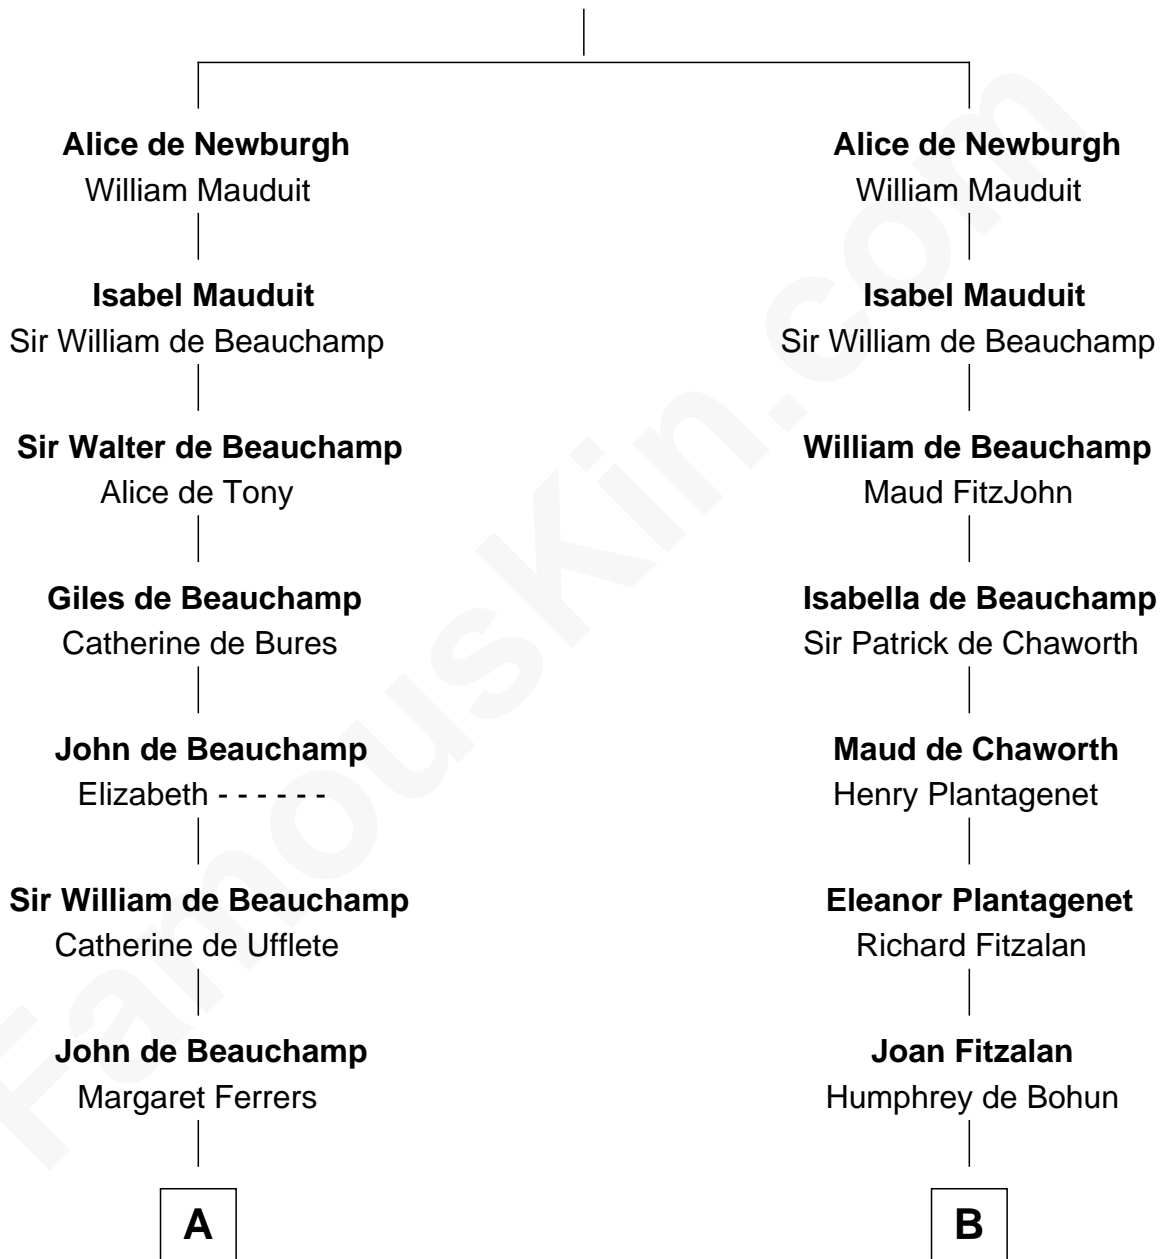 Alice de Newburgh
William Mauduit
Isabel Mauduit
Sir William de Beauchamp
Sir Walter de Beauchamp
Alice de Tony
Giles de Beauchamp
Catherine de Bures
John de Beauchamp
Elizabeth - - - - - -
Sir William de Beauchamp
Catherine de Ufflete
John de Beauchamp
Margaret Ferrers
A
Alice de Newburgh
William Mauduit
Isabel Mauduit
Sir William de Beauchamp
William de Beauchamp
Maud FitzJohn
Isabella de Beauchamp
Sir Patrick de Chaworth
Maud de Chaworth
Henry Plantagenet
Eleanor Plantagenet
Richard Fitzalan
Joan Fitzalan
Humphrey de Bohun
B
FamousKin.com